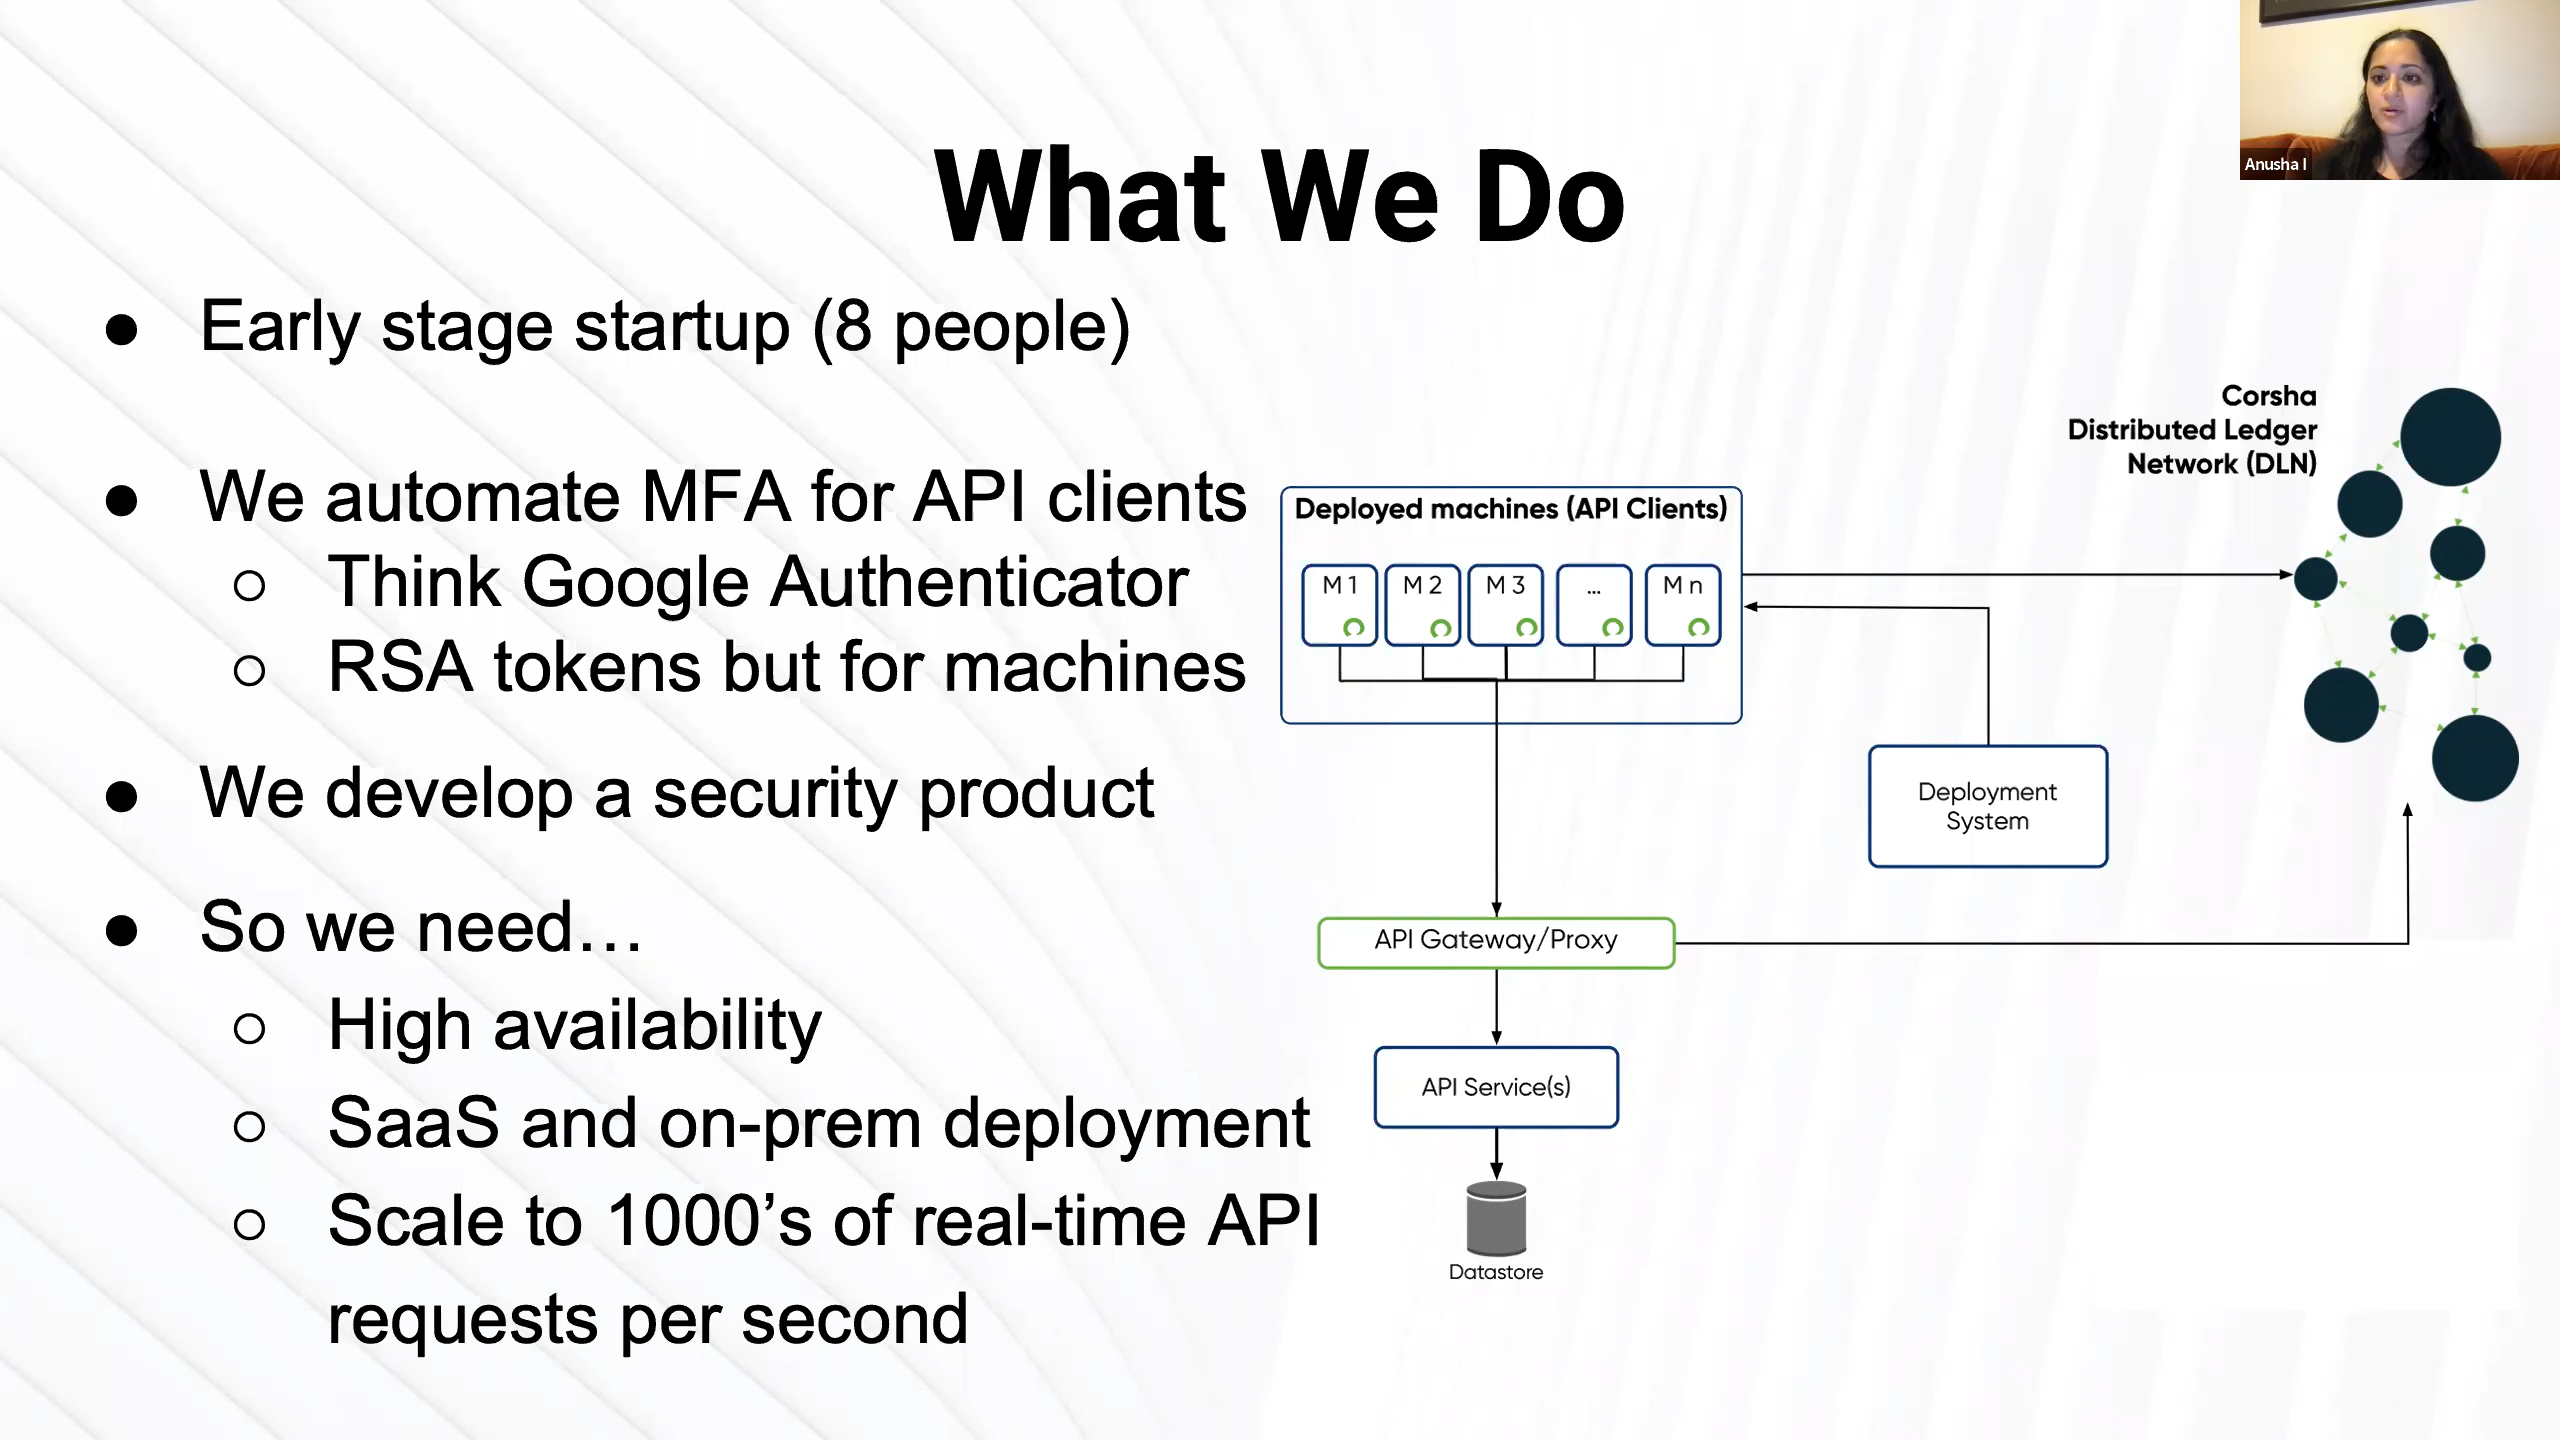 What We Do
● Early stage startup (8 people)
● We automate MFA for API clients
○ Think Google Authenticator
○ RSA tokens but for machines
● We develop a security product
● So we need…
○ High availability
○ SaaS and on-prem deployment
○ Scale to 1000’s of real-time API
requests per second
Corsha
Distributed Ledger
Network (DLN)
Deployed machines (API Clients)
M 1
M 2
M 3
...
M n
Deployment
System
API Gateway/Proxy
API Service(s)
Datastore
Anusha I